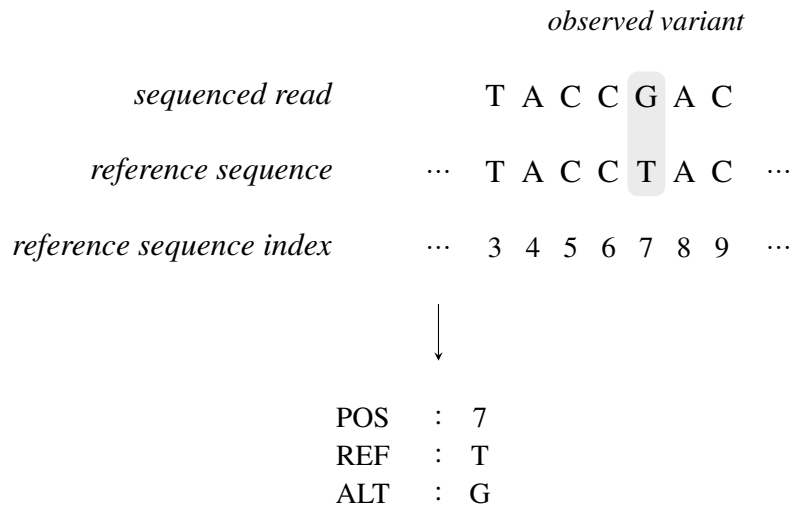 observed variant
sequenced read T A C C G A C
reference sequence ... T A C C T A C ...
reference sequence index ... 3 4 5 6 7 8 9 ...
POS : 7
REF : T
ALT : G